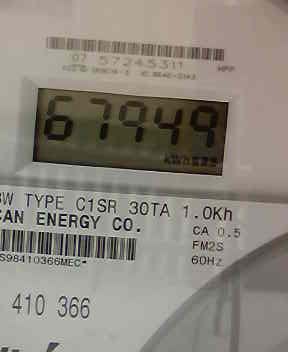 07 57245311
67949
TYPE C1SR 30TA 1.0Kh
CAN ENERGY CO.
CA 0.5
FM2S
60HZ
S98410366MEC-
410 366